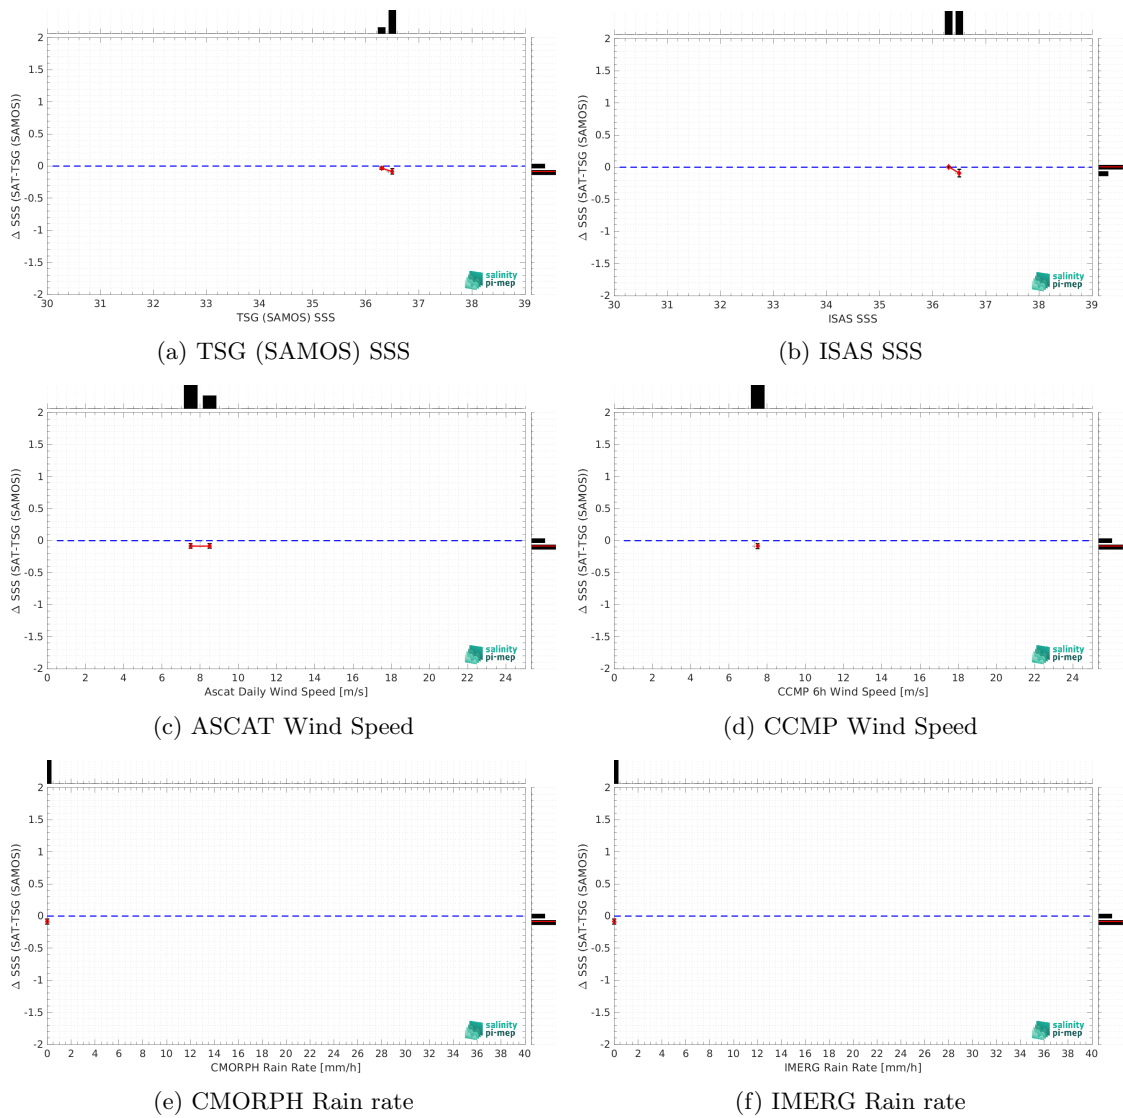 2
1.5
1
0.5
0
-0.5
-1
-1.5
-2
Δ SSS (SAT-TSG (SAMOS))
30 31 32 33 34 35 36 37 38 39
TSG (SAMOS) SSS
salinity
pi-mep
(a) TSG (SAMOS) SSS
2
1.5
1
0.5
0
-0.5
-1
-1.5
-2
Δ SSS (SAT-TSG (SAMOS))
30 31 32 33 34 35 36 37 38 39
ISAS SSS
salinity
pi-mep
(b) ISAS SSS
2
1.5
1
0.5
0
-0.5
-1
-1.5
-2
Δ SSS (SAT-TSG (SAMOS))
0 2 4 6 8 10 12 14 16 18 20 22 24
Ascat Daily Wind Speed [m/s]
salinity
pi-mep
(c) ASCAT Wind Speed
2
1.5
1
0.5
0
-0.5
-1
-1.5
-2
Δ SSS (SAT-TSG (SAMOS))
0 2 4 6 8 10 12 14 16 18 20 22 24
CCMP 6h Wind Speed [m/s]
salinity
pi-mep
(d) CCMP Wind Speed
2
1.5
1
0.5
0
-0.5
-1
-1.5
-2
Δ SSS (SAT-TSG (SAMOS))
0 2 4 6 8 10 12 14 16 18 20 22 24 26 28 30 32 34 36 38 40
CMORPH Rain Rate [mm/h]
salinity
pi-mep
(e) CMORPH Rain rate
2
1.5
1
0.5
0
-0.5
-1
-1.5
-2
Δ SSS (SAT-TSG (SAMOS))
0 2 4 6 8 10 12 14 16 18 20 22 24 26 28 30 32 34 36 38 40
IMERG Rain Rate [mm/h]
salinity
pi-mep
(f) IMERG Rain rate